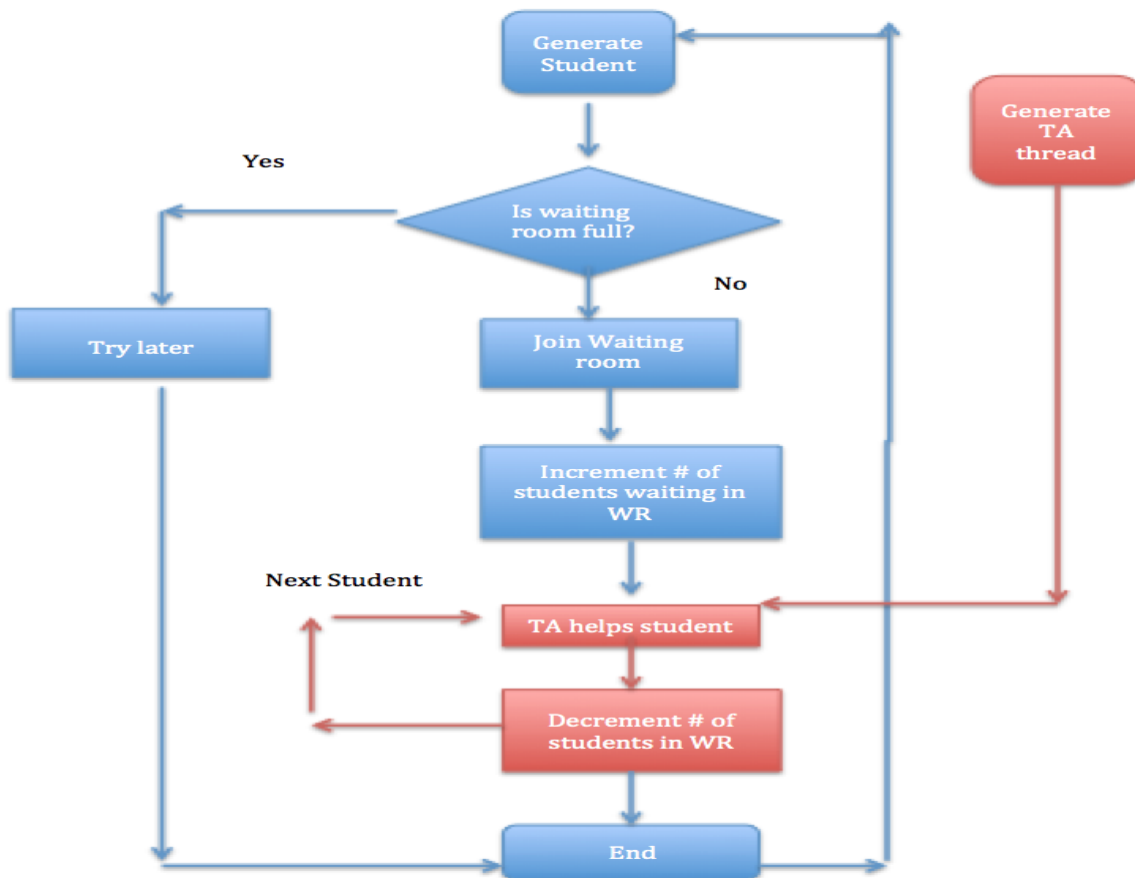 Generate
Student
Generate
TA
thread
Yes
Is waiting
room full?
No
Try later
Join Waiting
room
Increment # of
students waiting in
WR
Next Student
TA helps student
Decrement # of
students in WR
End